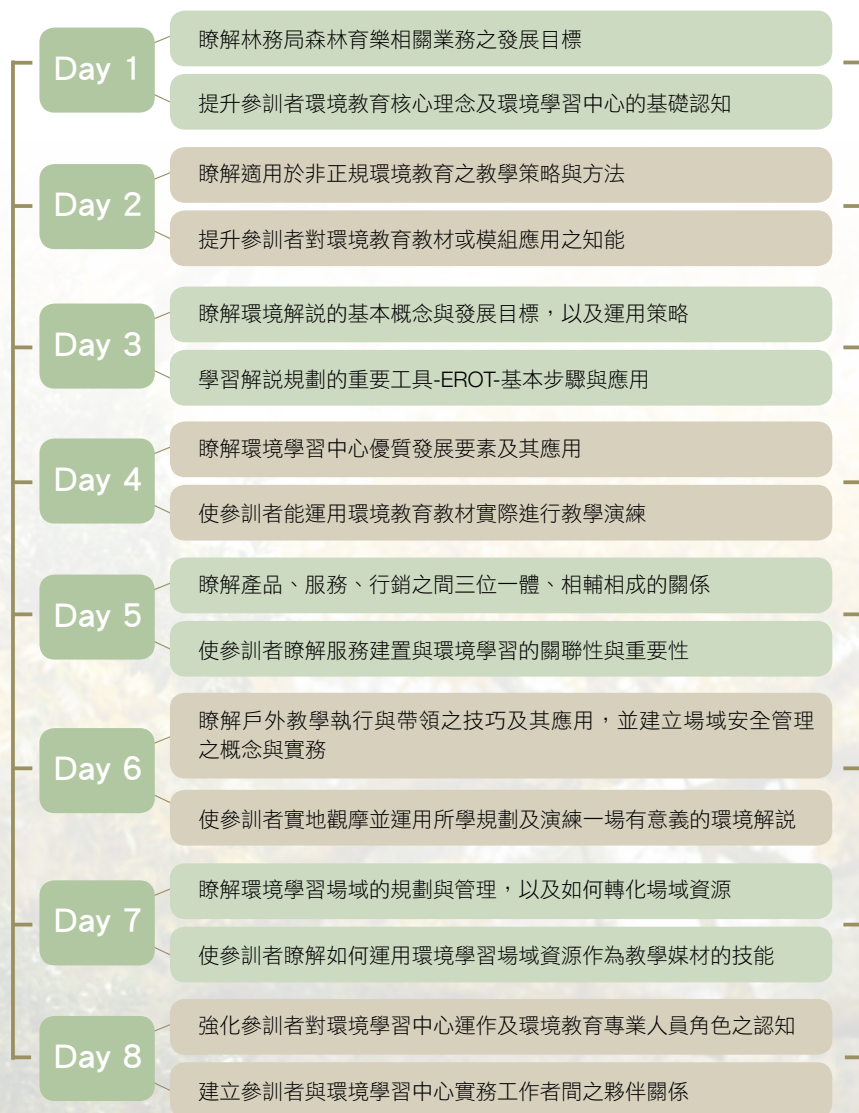 Day 1
瞭解林務局森林育樂相關業務之發展目標
提升參訓者環境教育核心理念及環境學習中心的基礎認知
Day 2
瞭解適用於非正規環境教育之教學策略與方法
提升參訓者對環境教育教材或模組應用之知能
Day 3
瞭解環境解說的基本概念與發展目標，以及運用策略
學習解說規劃的重要工具-EROT-基本步驟與應用
Day 4
瞭解環境學習中心優質發展要素及其應用
使參訓者能運用環境教育教材實際進行教學演練
Day 5
瞭解產品、服務、行銷之間三位一體、相輔相成的關係
使參訓者瞭解服務建置與環境學習的關聯性與重要性
Day 6
瞭解戶外教學執行與帶領之技巧及其應用，並建立場域安全管理
之概念與實務
使參訓者實地觀摩並運用所學規劃及演練一場有意義的環境解說
Day 7
瞭解環境學習場域的規劃與管理，以及如何轉化場域資源
使參訓者瞭解如何運用環境學習場域資源作為教學媒材的技能
Day 8
強化參訓者對環境學習中心運作及環境教育專業人員角色之認知
建立參訓者與環境學習中心實務工作者間之夥伴關係